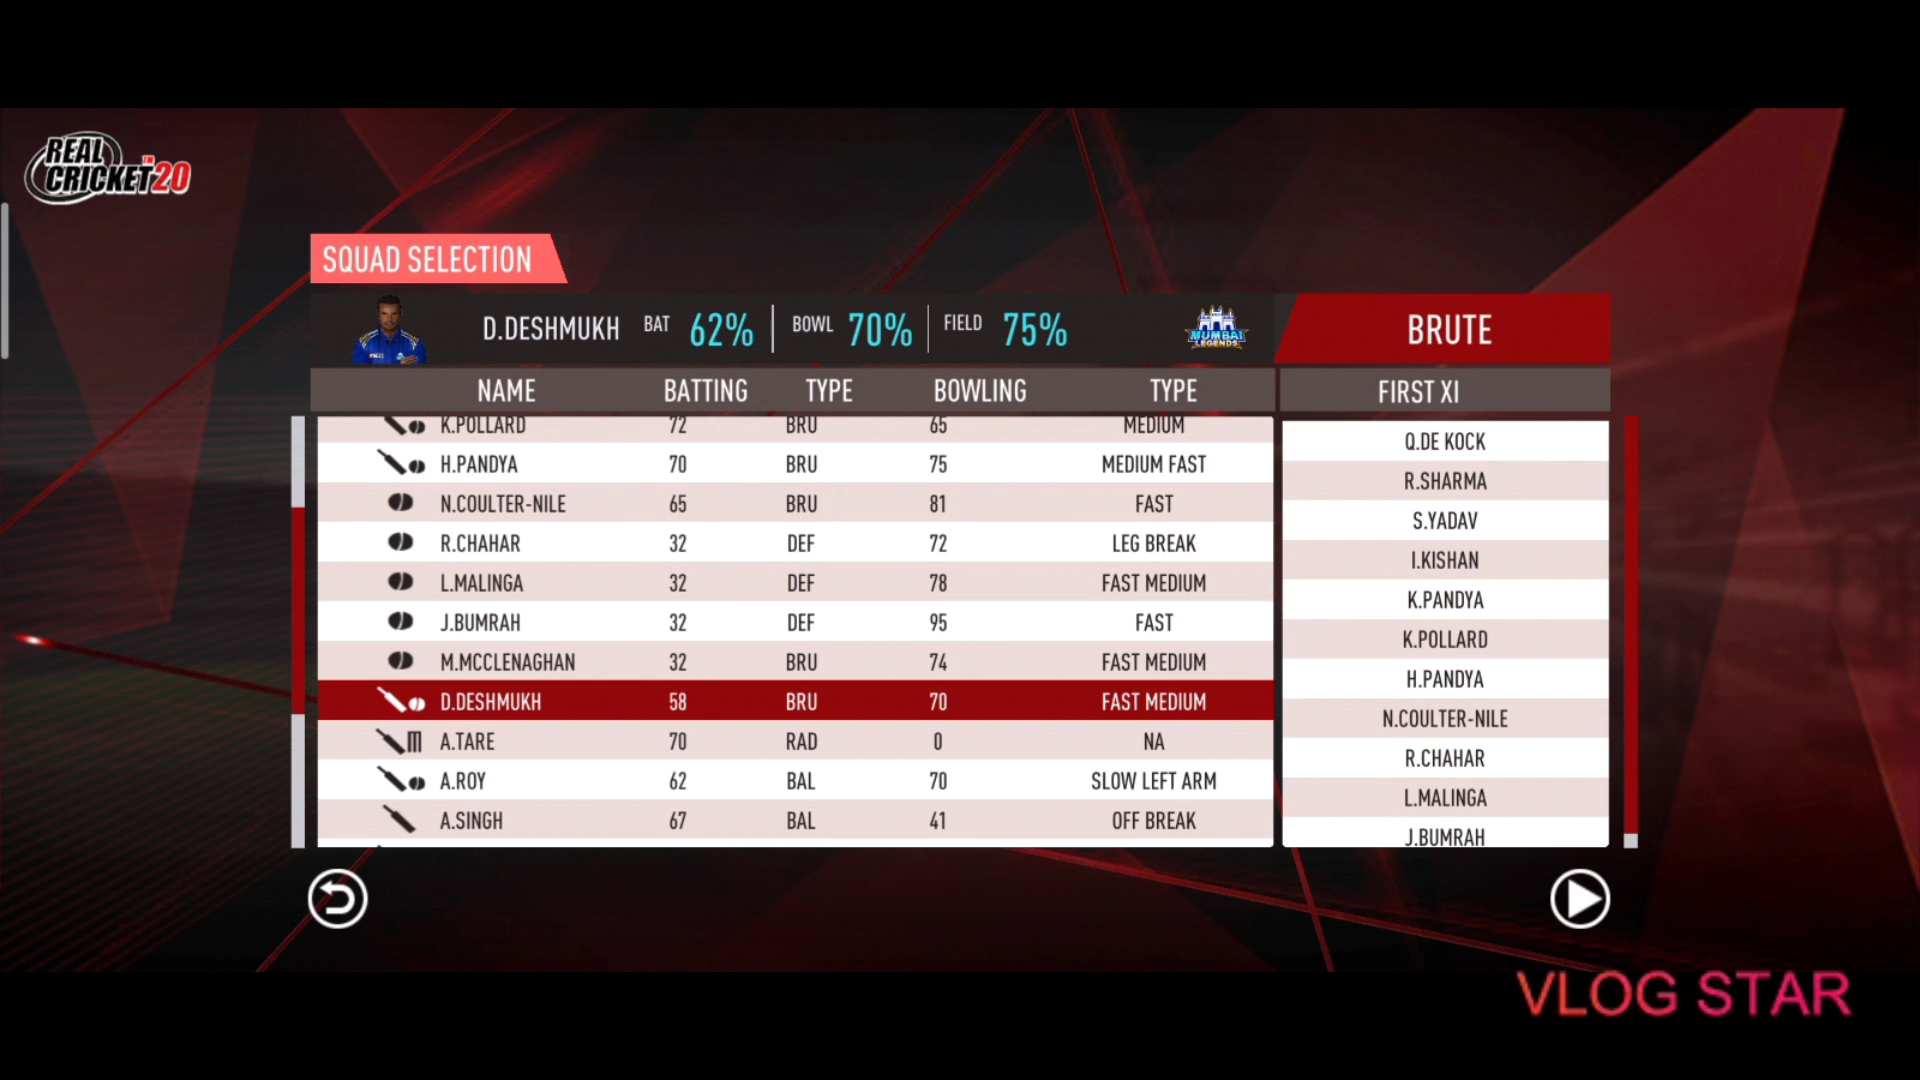 REAL
CRICKET™20
SQUAD SELECTION
D.DESHMUKH BAT 62% BOWL 70% FIELD 75% MUMBAI LEGENDS BRUTE
NAME BATTING TYPE BOWLING TYPE FIRST XI
K.POLLARD 72 BRU 65 MEDIUM
H.PANDYA 70 BRU 75 MEDIUM FAST
N.COULTER-NILE 65 BRU 81 FAST
R.CHAHAR 32 DEF 72 LEG BREAK
L.MALINGA 32 DEF 78 FAST MEDIUM
J.BUMRAH 32 DEF 95 FAST
M.MCCLENAGHAN 32 BRU 74 FAST MEDIUM
D.DESHMUKH 58 BRU 70 FAST MEDIUM
A.TARE 70 RAD 0 NA
A.ROY 62 BAL 70 SLOW LEFT ARM
A.SINGH 67 BAL 41 OFF BREAK
Q.DE KOCK
R.SHARMA
S.YADAV
I.KISHAN
K.PANDYA
K.POLLARD
H.PANDYA
N.COULTER-NILE
R.CHAHAR
L.MALINGA
J.BUMRAH
VLOG STAR